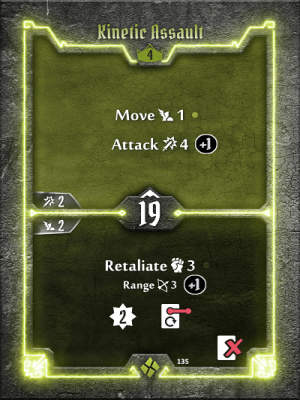 Kinetic Assault
4
Move 1
Attack 4 +1
2
19
2
Retaliate 3
Range 3 +1
2
135